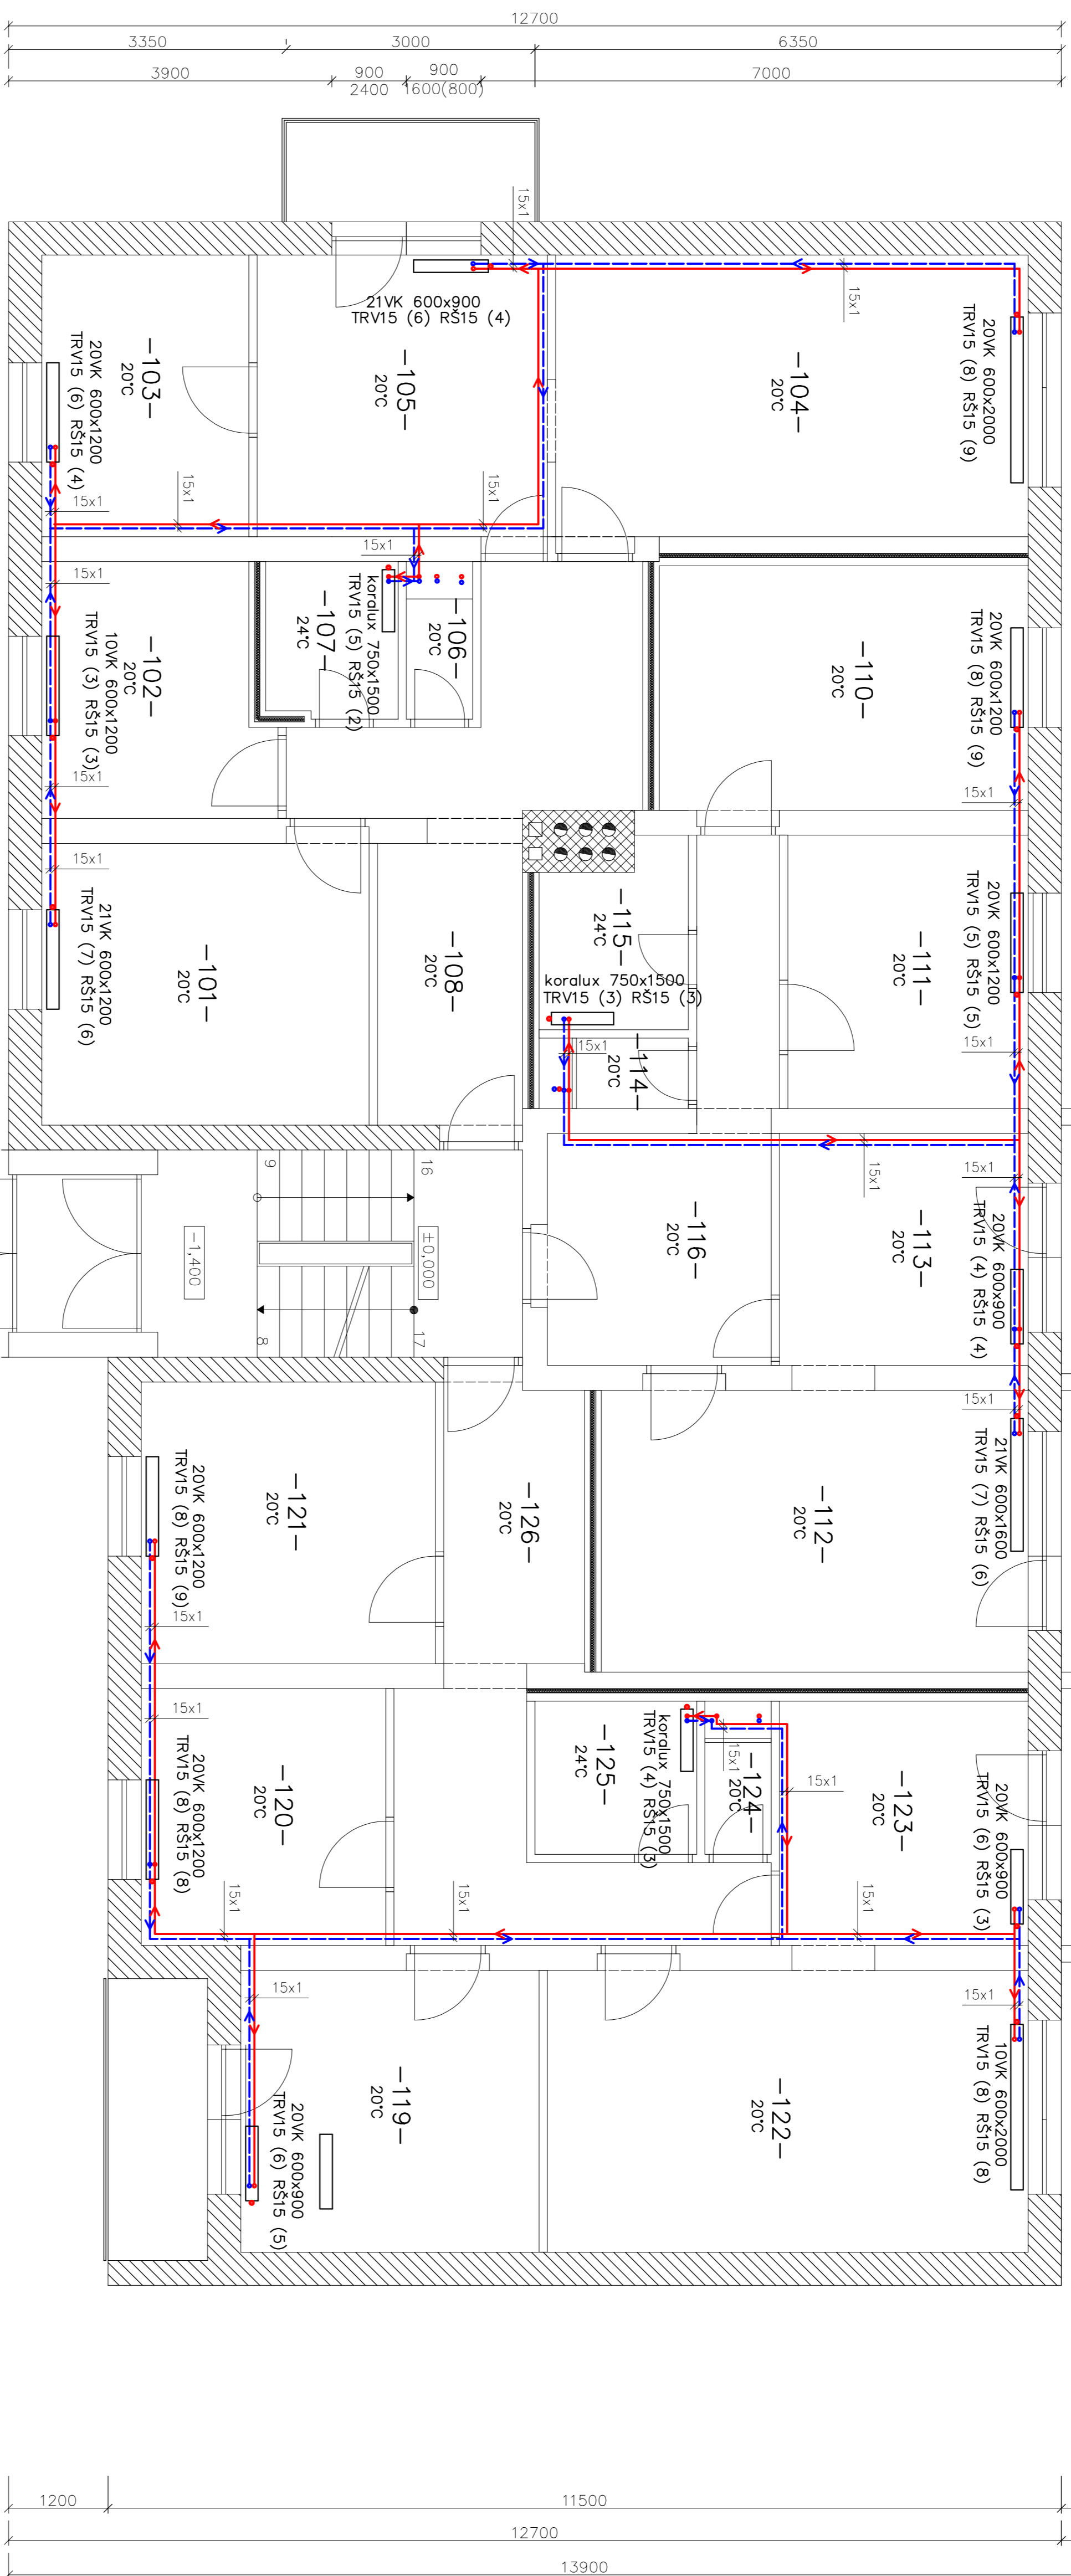 12700
3350
3000
6350
3900
900
2400
900
1600(800)
7000
15x1
15x1
21VK 600x900
TRV15 (6) RŠ15 (4)
20VK 600x2000
TRV15 (8) RŠ15 (9)
-103-
20°C
20VK 600x1200
TRV15 (6) RŠ15 (4)
-105-
20°C
-104-
20°C
15x1
15x1
15x1
15x1
15x1
-102-
20°C
10VK 600x1200
TRV15 (3) RŠ15 (3)
-107-
24°C
koralux 750x1500
TRV15 (5) RŠ15 (2)
-106-
20°C
-110-
20°C
20VK 600x1200
TRV15 (8) RŠ15 (9)
15x1
15x1
15x1
21VK 600x1200
TRV15 (7) RŠ15 (6)
-101-
20°C
-108-
20°C
-115-
24°C
koralux 750x1500
TRV15 (3) RŠ15 (3)
-111-
20°C
20VK 600x1200
TRV15 (5) RŠ15 (5)
15x1
-114-
20°C
15x1
15x1
15x1
9
16
-1,400
±0,000
8
17
-116-
20°C
-113-
20°C
20VK 600x900
TRV15 (4) RŠ15 (4)
15x1
21VK 600x1600
TRV15 (7) RŠ15 (6)
20VK 600x1200
TRV15 (8) RŠ15 (9)
-121-
20°C
-126-
20°C
-112-
20°C
15x1
15x1
20VK 600x1200
TRV15 (8) RŠ15 (8)
-120-
20°C
-125-
24°C
koralux 750x1500
TRV15 (4) RŠ15 (3)
15x1
-124-
20°C
15x1
-123-
20°C
20VK 600x900
TRV15 (6) RŠ15 (3)
15x1
15x1
15x1
15x1
15x1
20VK 600x900
TRV15 (6) RŠ15 (5)
-119-
20°C
-122-
20°C
10VK 600x2000
TRV15 (8) RŠ15 (8)
1200
11500
12700
13900